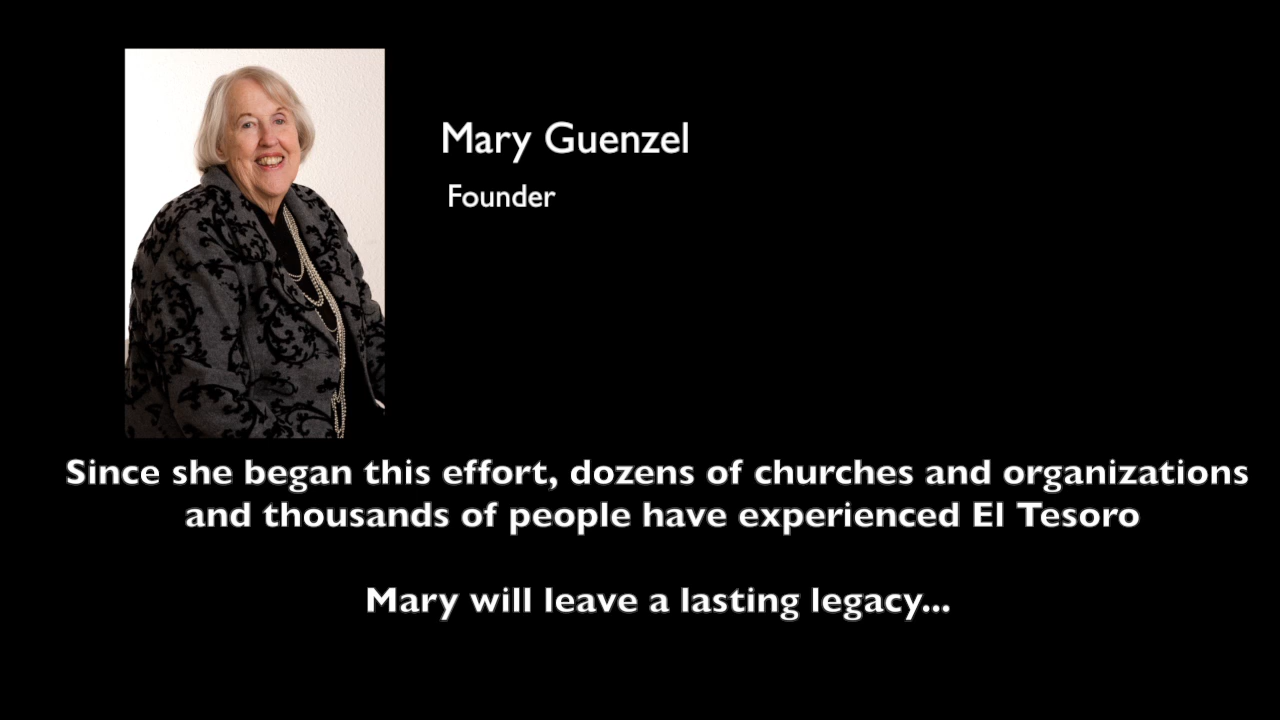 Mary Guenzel
Founder
Since she began this effort, dozens of churches and organizations
and thousands of people have experienced El Tesoro
Mary will leave a lasting legacy...